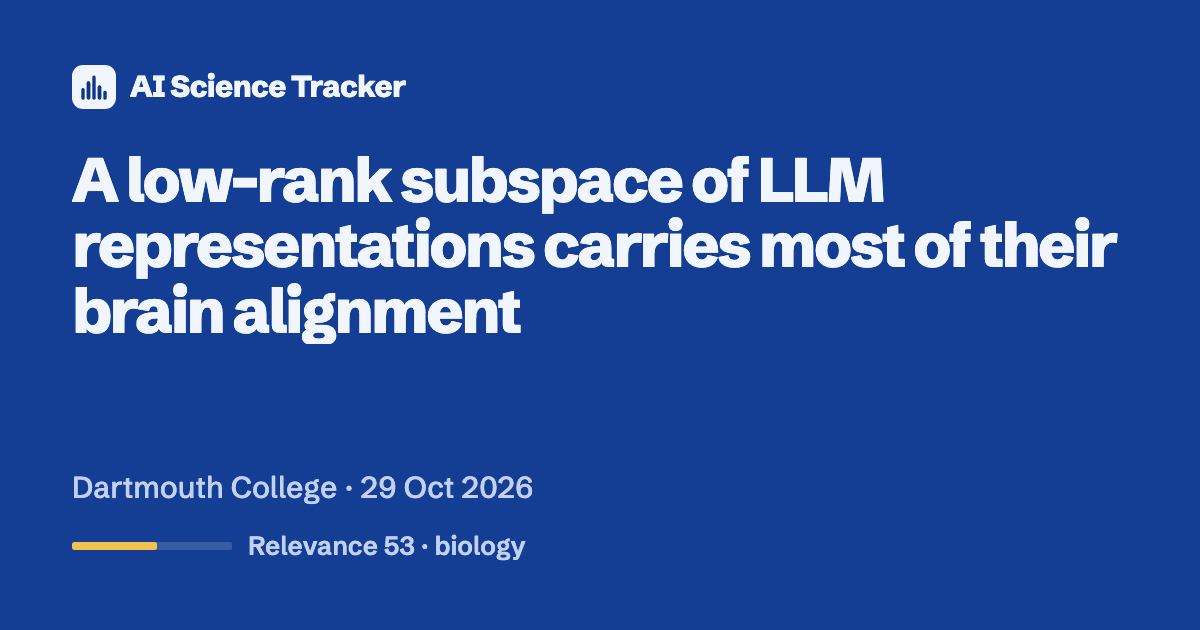 AI Science Tracker
A low-rank subspace of LLM
representations carries most of their
brain alignment
Dartmouth College · 29 Oct 2026
Relevance 53 · biology